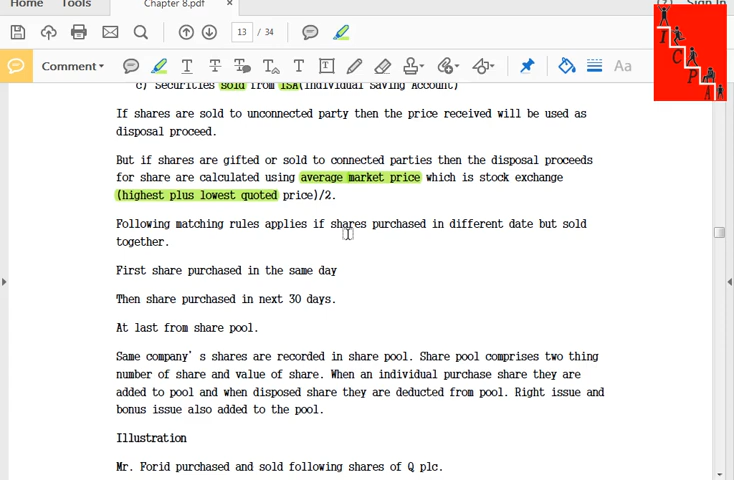 Home
Tools
Chapter 8.pdf
×
Sign In
13 / 34
Comment
Aa
I
C
P
A
c) Securities sold from ISA(Individual Saving Account)
If shares are sold to unconnected party then the price received will be used as
disposal proceed.
But if shares are gifted or sold to connected parties then the disposal proceeds
for share are calculated using average market price which is stock exchange
(highest plus lowest quoted price)/2.
Following matching rules applies if shares purchased in different date but sold
together.
First share purchased in the same day
Then share purchased in next 30 days.
At last from share pool.
Same company's shares are recorded in share pool. Share pool comprises two thing
number of share and value of share. When an individual purchase share they are
added to pool and when disposed share they are deducted from pool. Right issue and
bonus issue also added to the pool.
Illustration
Mr. Forid purchased and sold following shares of Q plc.